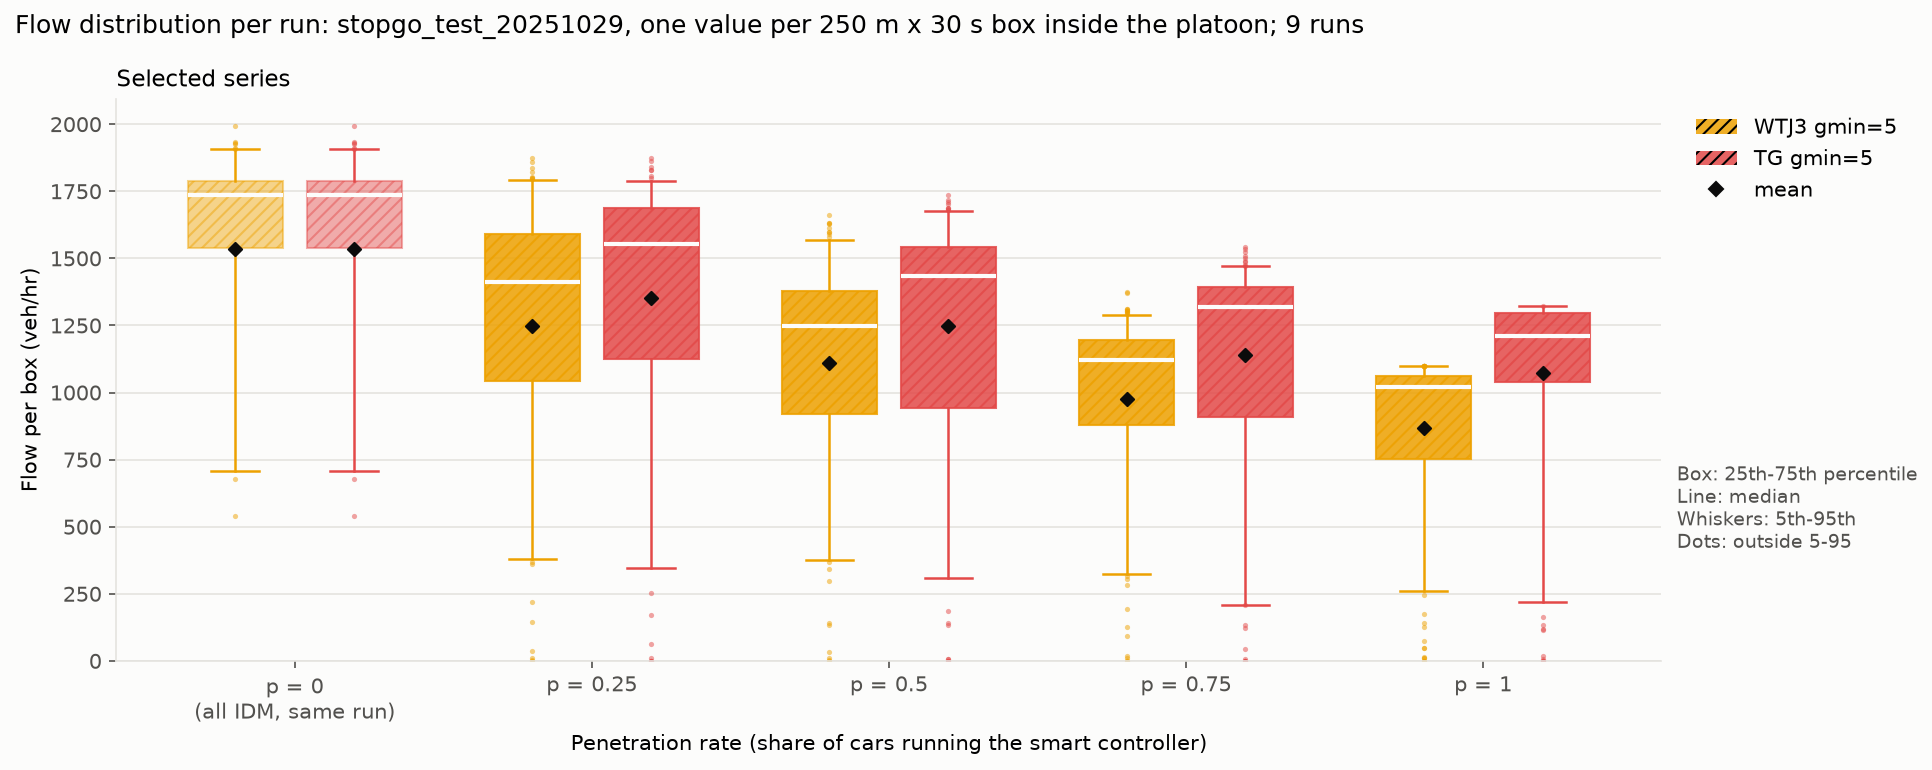 Flow distribution per run: stopgo_test_20251029, one value per 250 m x 30 s box inside the platoon; 9 runs
Selected series
Flow per box (veh/hr)
2000
1750
1500
1250
1000
750
500
250
0
p = 0
(all IDM, same run)
p = 0.25
p = 0.5
p = 0.75
p = 1
Penetration rate (share of cars running the smart controller)
WTJ3 gmin=5
TG gmin=5
mean
Box: 25th-75th percentile
Line: median
Whiskers: 5th-95th
Dots: outside 5-95